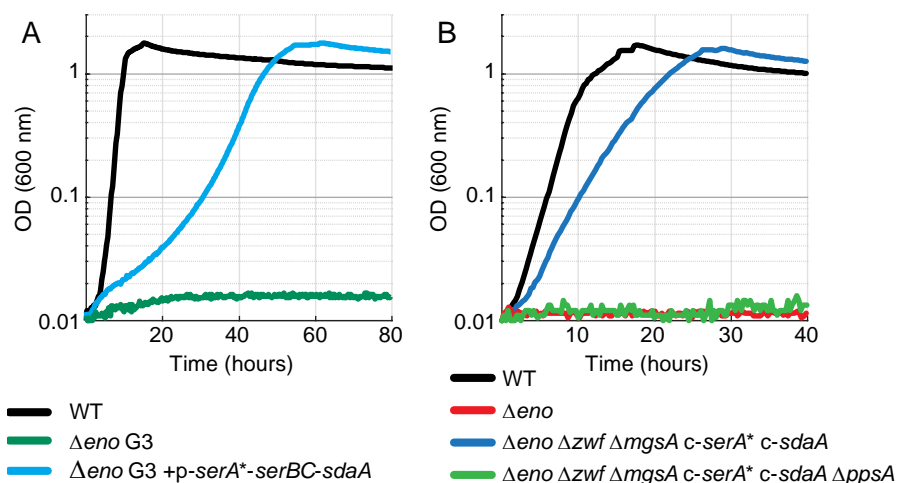 A
OD (600 nm)
1
0.1
0.01
20
40
60
80
Time (hours)
WT
Δeno G3
Δeno G3 +p-serA*-serBC-sdaA
B
OD (600 nm)
1
0.1
0.01
10
20
30
40
Time (hours)
WT
Δeno
Δeno Δzwf ΔmgsA c-serA* c-sdaA
Δeno Δzwf ΔmgsA c-serA* c-sdaA ΔppsA